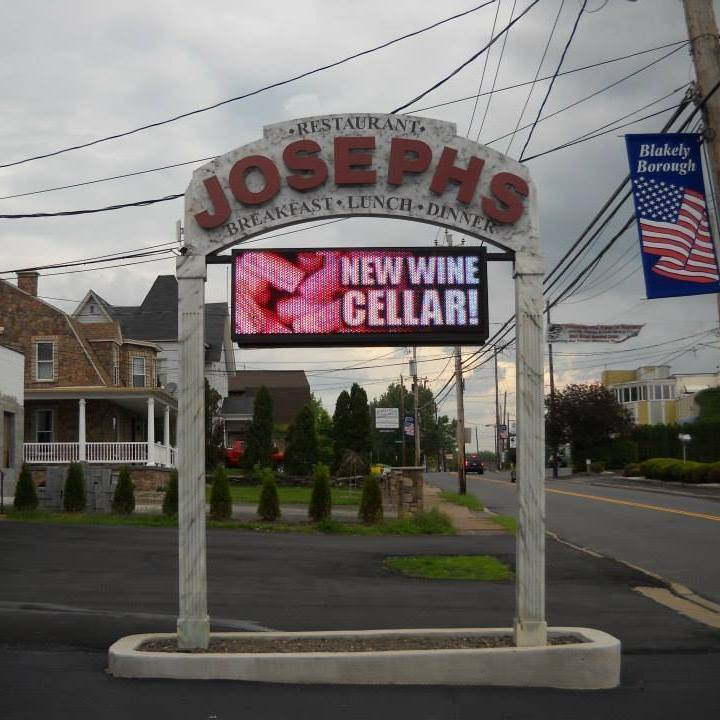 ·RESTAURANT·
JOSEPHS
BREAKFAST·LUNCH·DINNER
NEW WINE
CELLAR!
Blakely
Borough